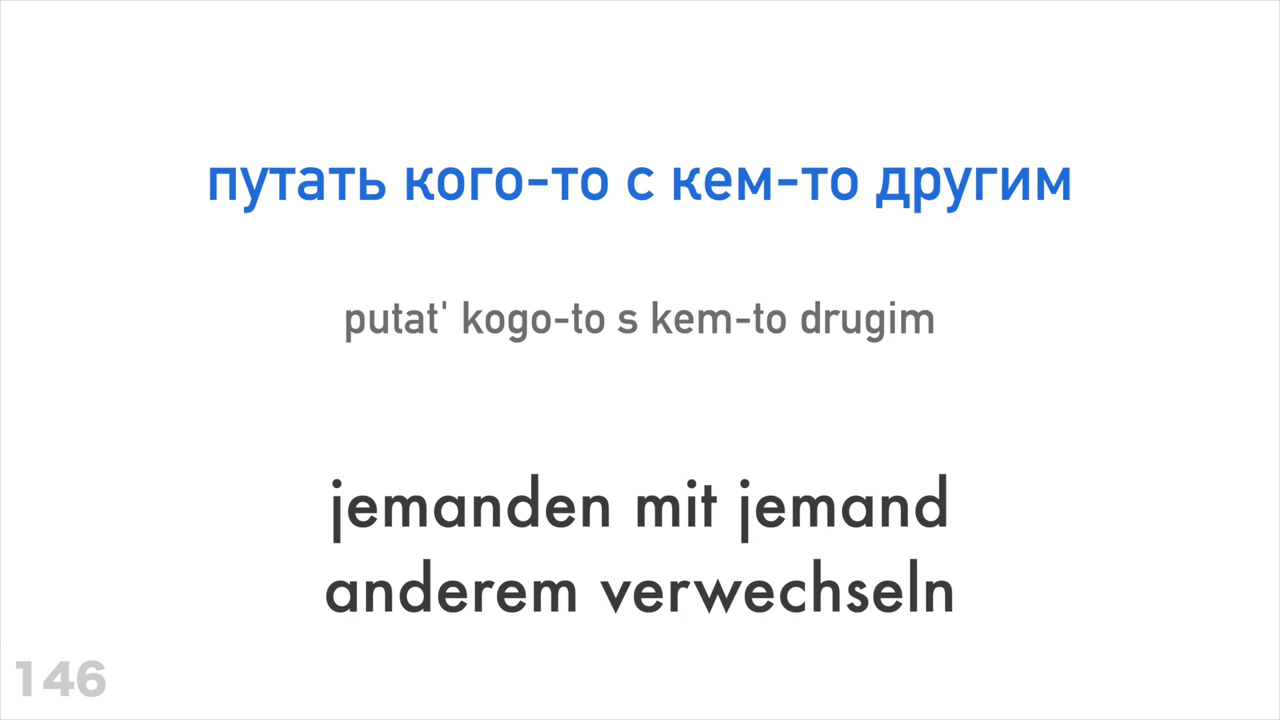 путать кого-то с кем-то другим
putat' kogo-to s kem-to drugim
jemanden mit jemand
anderem verwechseln
146